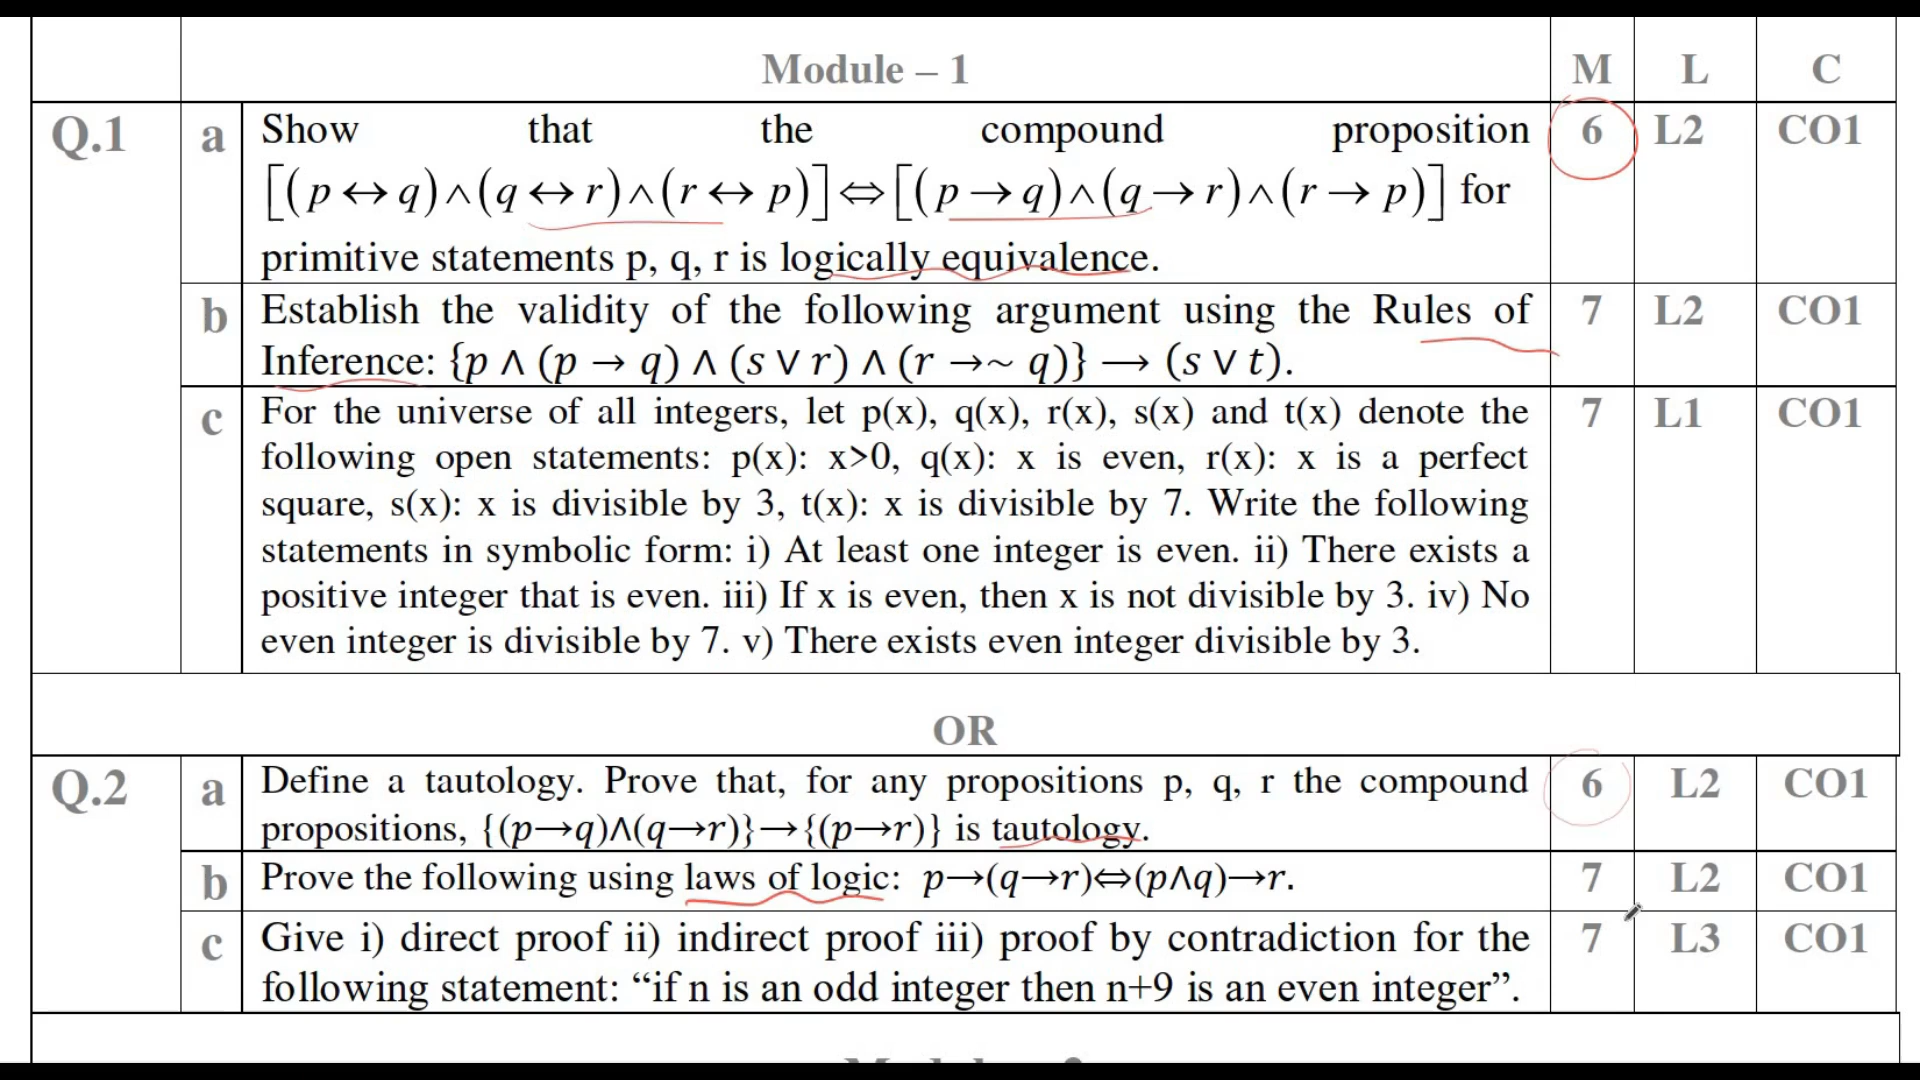 Module – 1 M L C
Q.1 a Show that the compound proposition 6 L2 CO1
[(p ↔ q) ∧ (q ↔ r) ∧ (r ↔ p)] ⇔ [(p → q) ∧ (q → r) ∧ (r → p)] for
primitive statements p, q, r is logically equivalence.
b Establish the validity of the following argument using the Rules of 7 L2 CO1
Inference: {p ∧ (p → q) ∧ (s ∨ r) ∧ (r →~ q)} ⟶ (s ∨ t).
c For the universe of all integers, let p(x), q(x), r(x), s(x) and t(x) denote the 7 L1 CO1
following open statements: p(x): x>0, q(x): x is even, r(x): x is a perfect
square, s(x): x is divisible by 3, t(x): x is divisible by 7. Write the following
statements in symbolic form: i) At least one integer is even. ii) There exists a
positive integer that is even. iii) If x is even, then x is not divisible by 3. iv) No
even integer is divisible by 7. v) There exists even integer divisible by 3.
OR
Q.2 a Define a tautology. Prove that, for any propositions p, q, r the compound 6 L2 CO1
propositions, {(p→q)∧(q→r)}→{(p→r)} is tautology.
b Prove the following using laws of logic: p→(q→r)⇔(p∧q)→r. 7 L2 CO1
c Give i) direct proof ii) indirect proof iii) proof by contradiction for the 7 L3 CO1
following statement: “if n is an odd integer then n+9 is an even integer”.